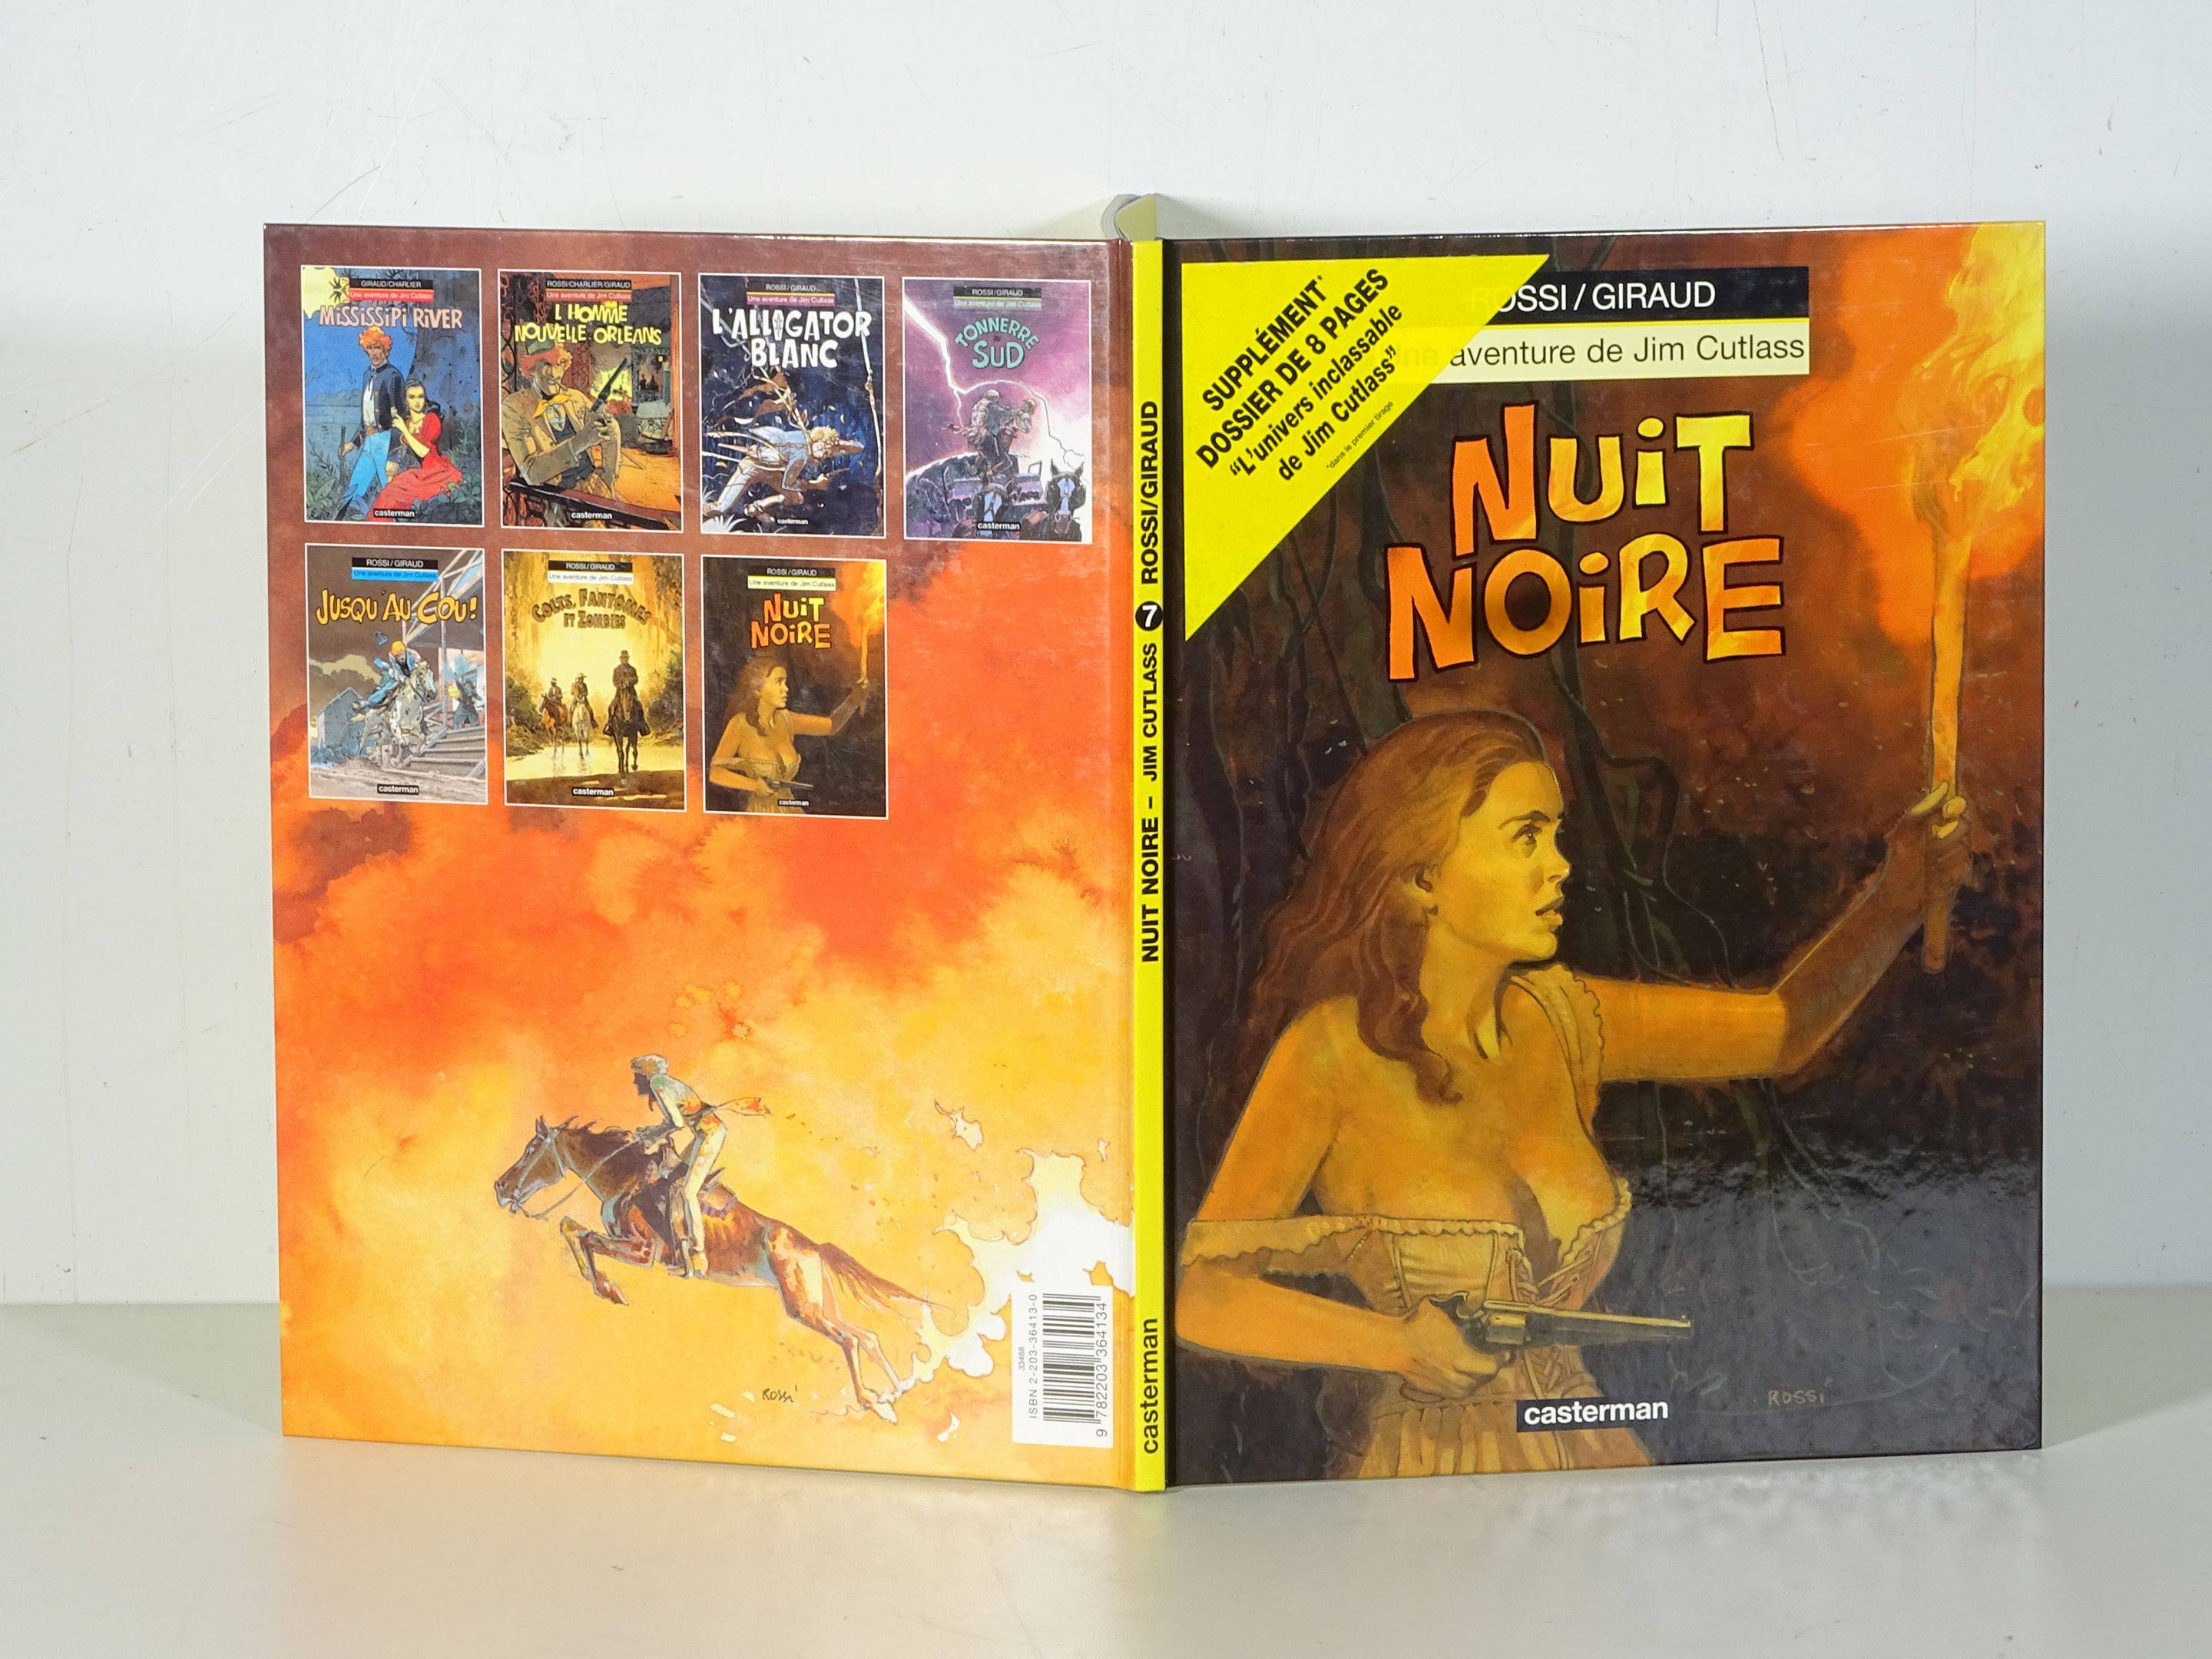 GIRAUD/CHARLIER
Une aventure de Jim Cutlass
MISSISSIPI RIVER
casterman
ROSSI/CHARLIER/GIRAUD
Une aventure de Jim Cutlass
L'HOMME
NOUVELLE ORLEANS
casterman
ROSSI/GIRAUD
Une aventure de Jim Cutlass
L'ALLIGATOR
BLANC
casterman
ROSSI/GIRAUD
Une aventure de Jim Cutlass
TONNERRE
SUD
casterman
ROSSI/GIRAUD
Une aventure de Jim Cutlass
JUSQU'AU COU!
casterman
ROSSI/GIRAUD
Une aventure de Jim Cutlass
COLTS, FANTÔMES
ET ZOMBIES
casterman
ROSSI/GIRAUD
Une aventure de Jim Cutlass
NUIT
NOIRE
casterman
ROSSI
33488
ISBN 2-203-36413-0
9 782203 364134
NUIT NOIRE – JIM CUTLASS 7 ROSSI/GIRAUD
casterman
SUPPLÉMENT*
DOSSIER DE 8 PAGES
“L'univers inclassable
de Jim Cutlass”
*dans le premier tirage
ROSSI/GIRAUD
Une aventure de Jim Cutlass
NUIT
NOIRE
ROSSI
casterman